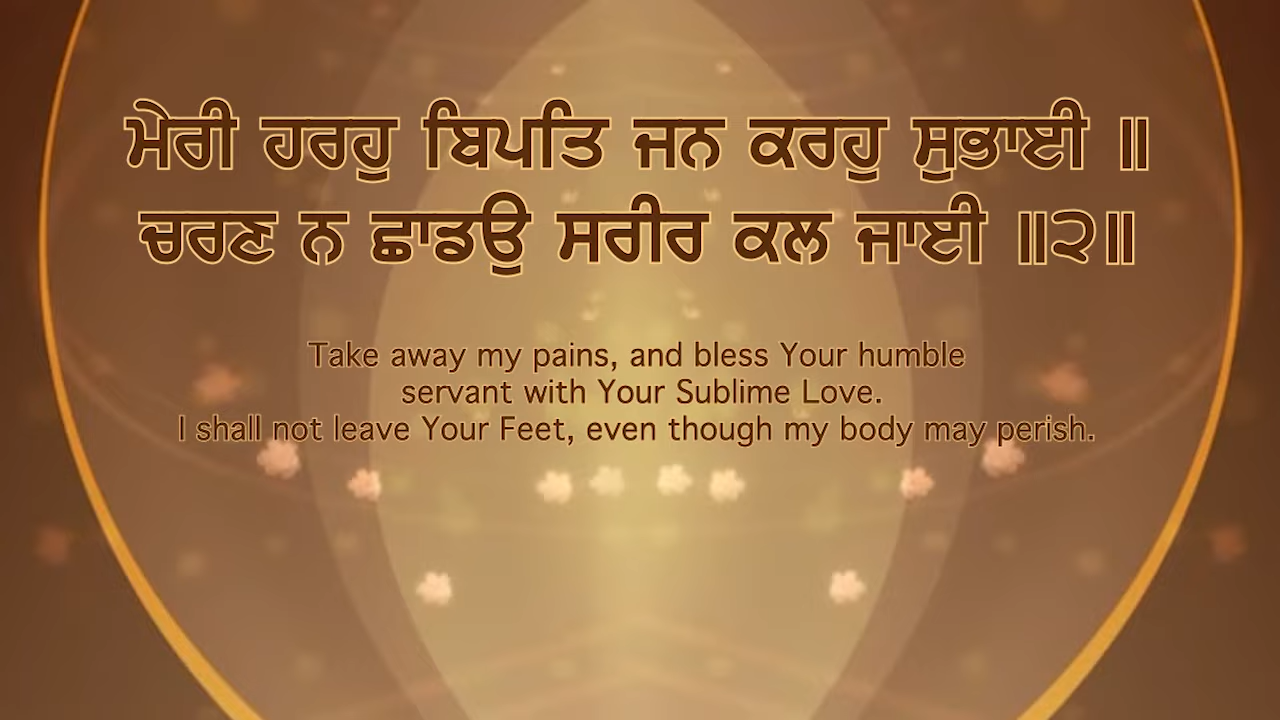 ਮੇਰੀ ਹਰਹੁ ਬਿਪਤਿ ਜਨ ਕਰਹੁ ਸੁਭਾਈ ॥
ਚਰਣ ਨ ਛਾਡਉ ਸਰੀਰ ਕਲ ਜਾਈ ॥੨॥
Take away my pains, and bless Your humble
servant with Your Sublime Love.
I shall not leave Your Feet, even though my body may perish.